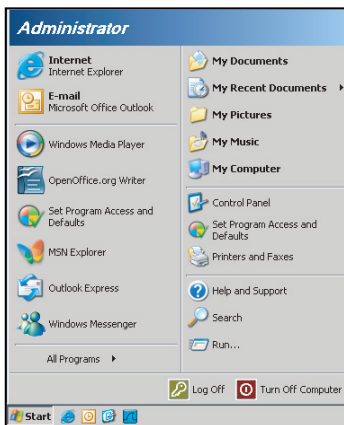 Administrator
Internet
Internet Explorer
E-mail
Microsoft Office Outlook
Windows Media Player
OpenOffice.org Writer
Set Program Access and
Defaults
MSN Explorer
Outlook Express
Windows Messenger
All Programs
My Documents
My Recent Documents
My Pictures
My Music
My Computer
Control Panel
Set Program Access and
Defaults
Printers and Faxes
Help and Support
Search
Run...
Log Off
Turn Off Computer
Start